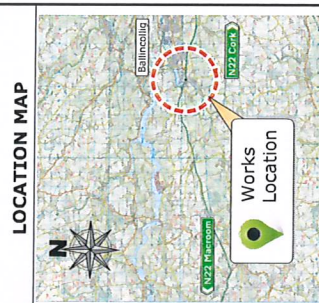 LOCATION MAP
N
Ballincollig
N22 Cork
N22 Macroom
Works
Location